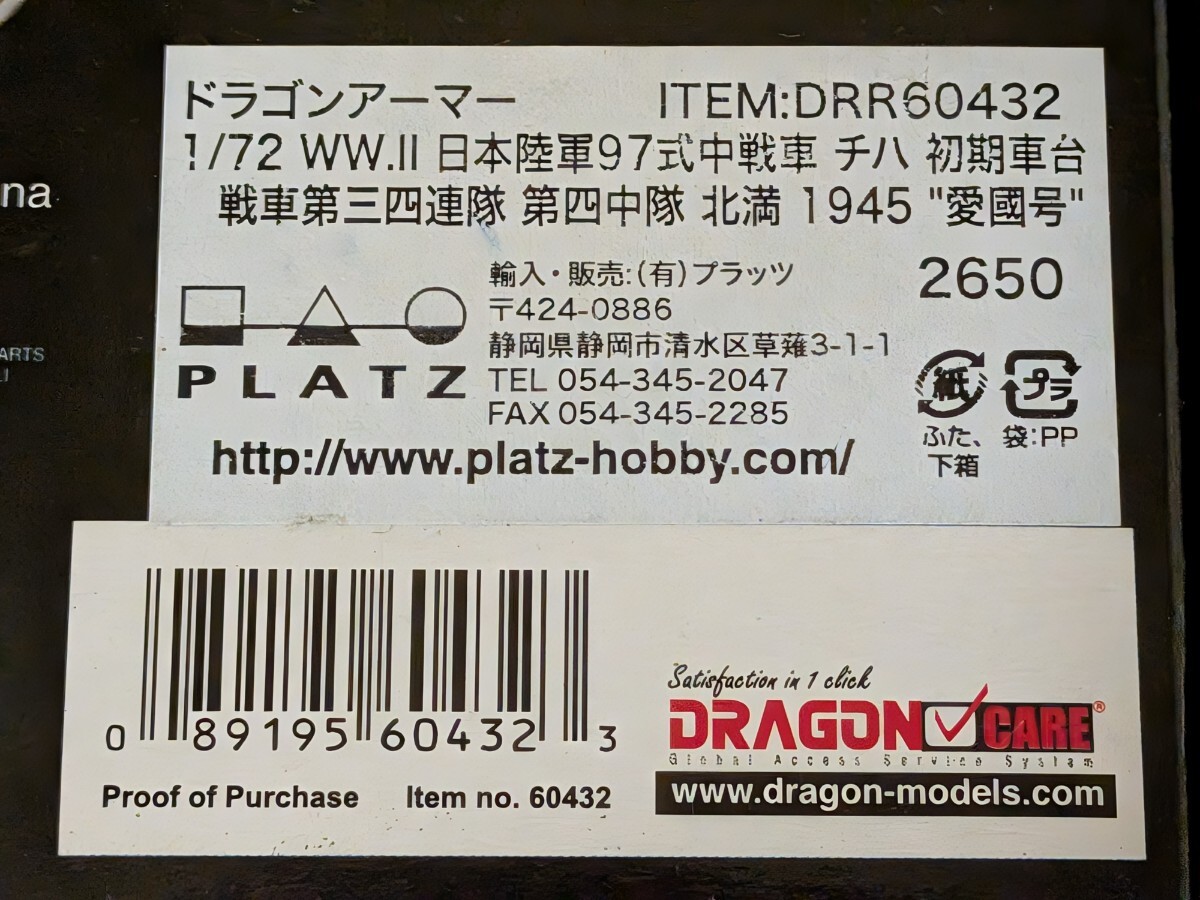 ドラゴンアーマー ITEM:DRR60432
1/72 WW.II 日本陸軍97式中戦車 チハ 初期車台
戦車第三四連隊 第四中隊 北満 1945 "愛國号"
輸入・販売:(有)プラッツ
2650
〒424-0886
静岡県静岡市清水区草薙3-1-1
TEL 054-345-2047
FAX 054-345-2285
PLATZ
http://www.platz-hobby.com/
紙 プラ
ふた、 袋:PP
下箱
na
ARTS
0 89195 60432 3
Proof of Purchase Item no. 60432
Satisfaction in 1 click
DRAGON CARE®
Global Access Service System
www.dragon-models.com